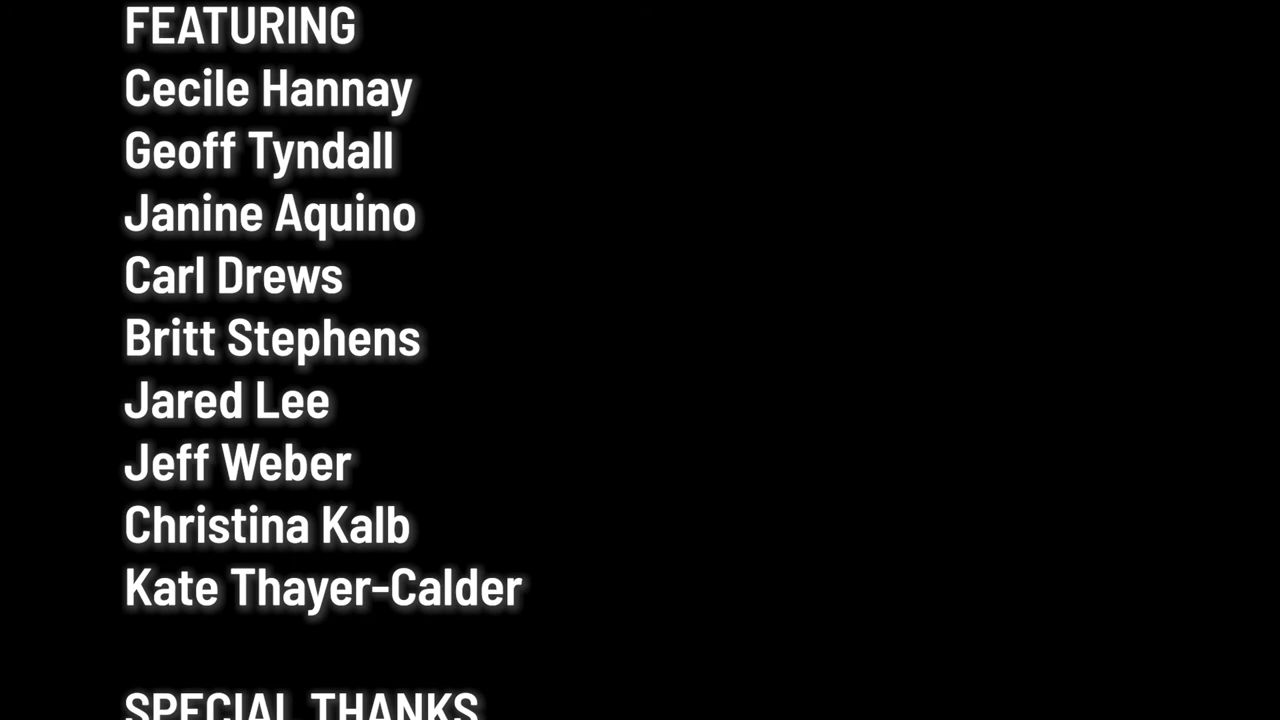 FEATURING
Cecile Hannay
Geoff Tyndall
Janine Aquino
Carl Drews
Britt Stephens
Jared Lee
Jeff Weber
Christina Kalb
Kate Thayer-Calder
SPECIAL THANKS